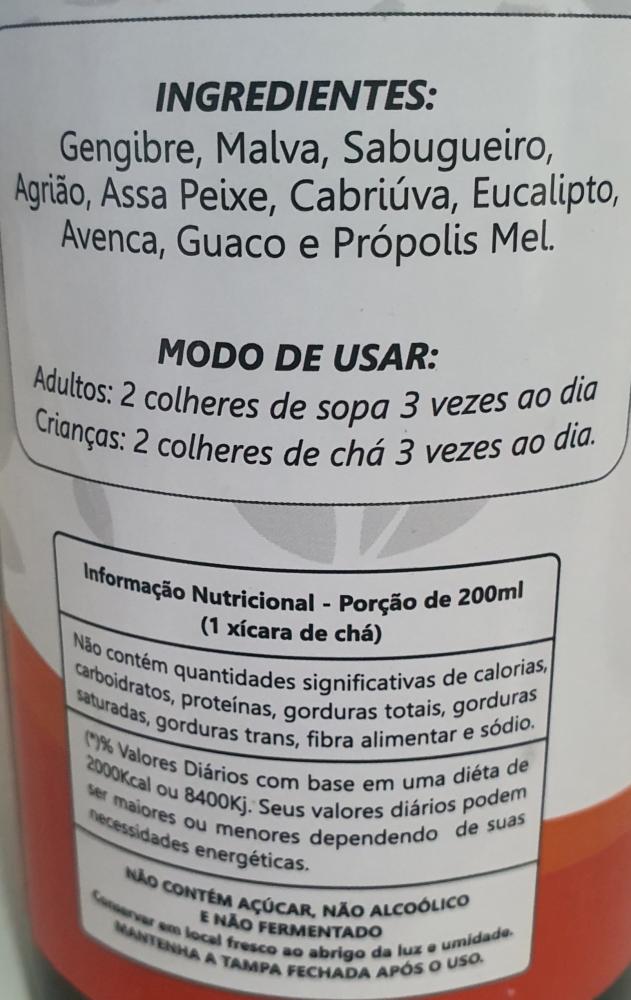 INGREDIENTES:
Gengibre, Malva, Sabugueiro,
Agrião, Assa Peixe, Cabriúva, Eucalipto,
Avenca, Guaco e Própolis Mel.
MODO DE USAR:
Adultos: 2 colheres de sopa 3 vezes ao dia
Crianças: 2 colheres de chá 3 vezes ao dia.
Informação Nutricional - Porção de 200ml
(1 xícara de chá)
Não contém quantidades significativas de calorias,
carboidratos, proteínas, gorduras totais, gorduras
saturadas, gorduras trans, fibra alimentar e sódio.
(*)% Valores Diários com base em uma diéta de
2000Kcal ou 8400Kj. Seus valores diários podem
ser maiores ou menores dependendo de suas
necessidades energéticas.
NÃO CONTÉM AÇÚCAR, NÃO ALCOÓLICO
E NÃO FERMENTADO
Conservar em local fresco ao abrigo da luz e umidade.
MANTENHA A TAMPA FECHADA APÓS O USO.